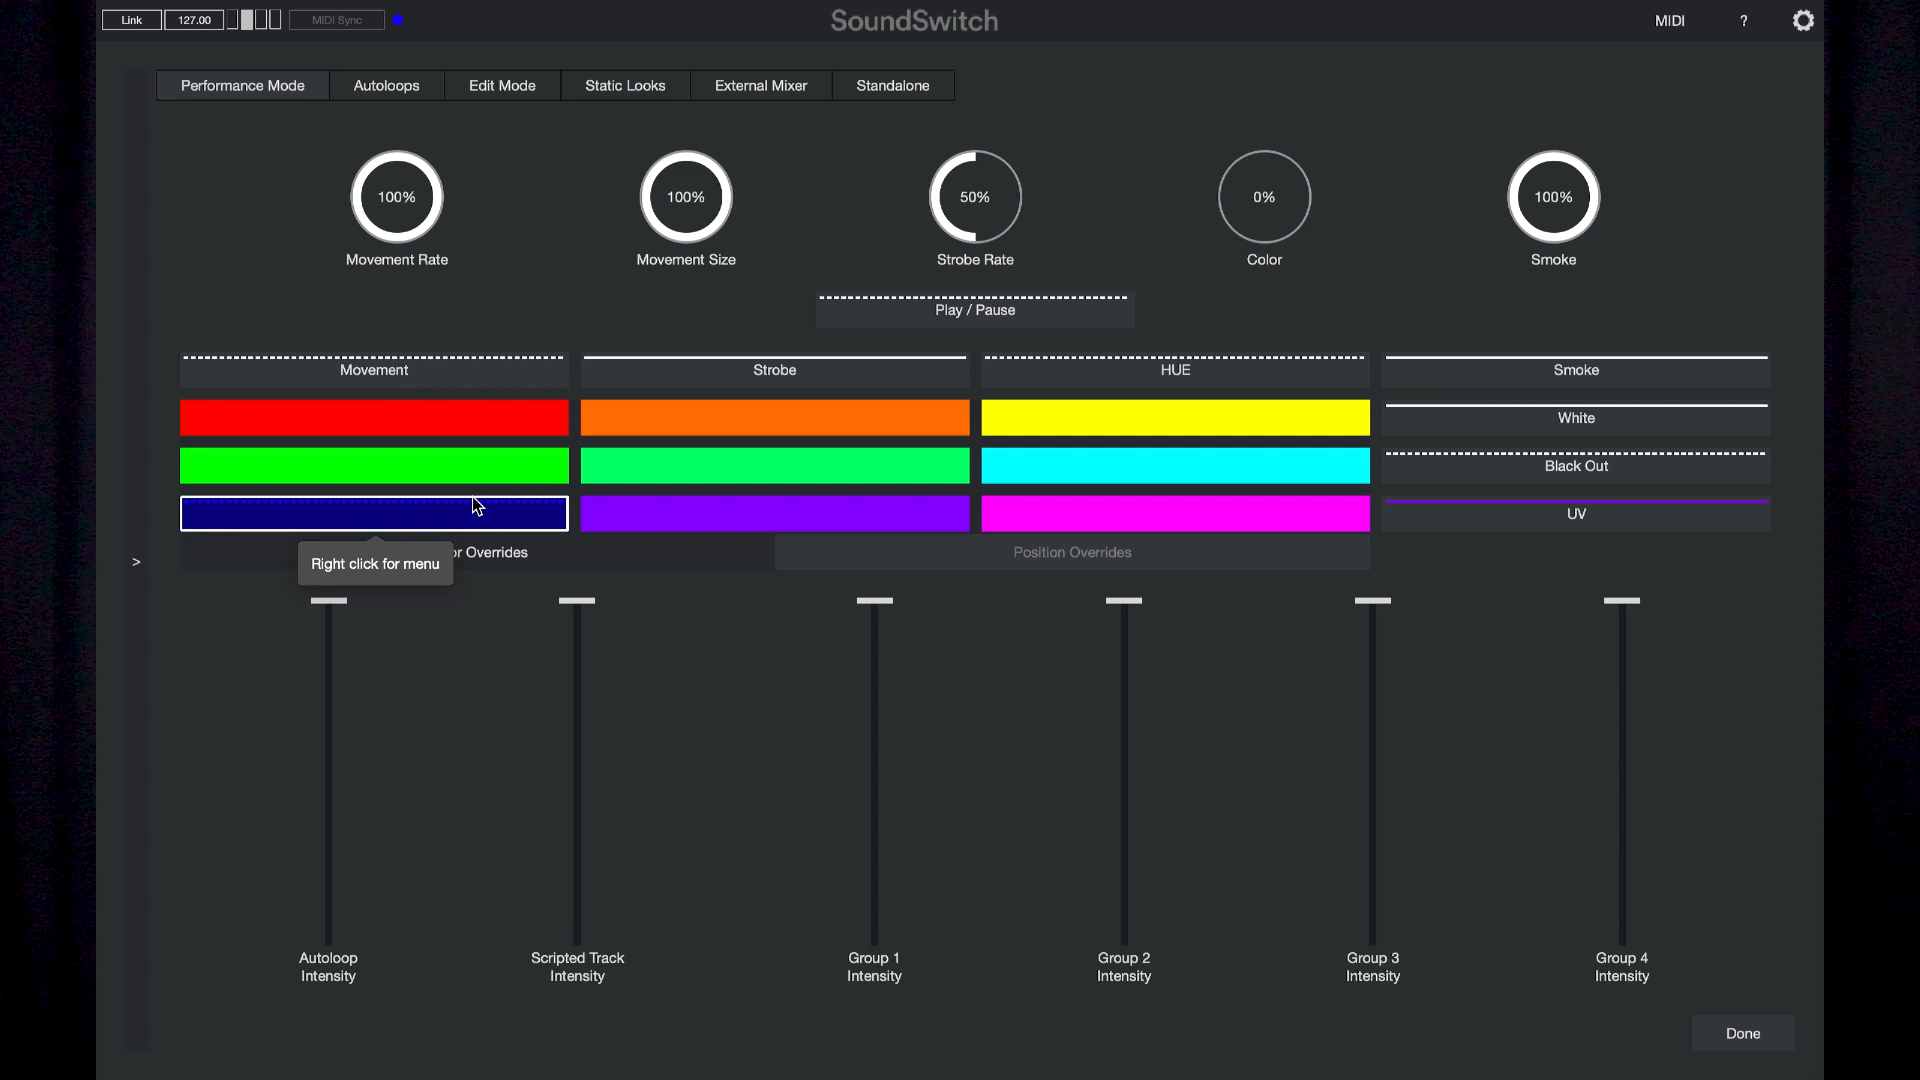 Link
127.00
MIDI Sync
SoundSwitch
MIDI
?
Performance Mode
Autoloops
Edit Mode
Static Looks
External Mixer
Standalone
100%
100%
50%
0%
100%
Movement Rate
Movement Size
Strobe Rate
Color
Smoke
Play / Pause
Movement
Strobe
HUE
Smoke
White
Black Out
UV
or Overrides
Position Overrides
>
Right click for menu
Autoloop
Intensity
Scripted Track
Intensity
Group 1
Intensity
Group 2
Intensity
Group 3
Intensity
Group 4
Intensity
Done